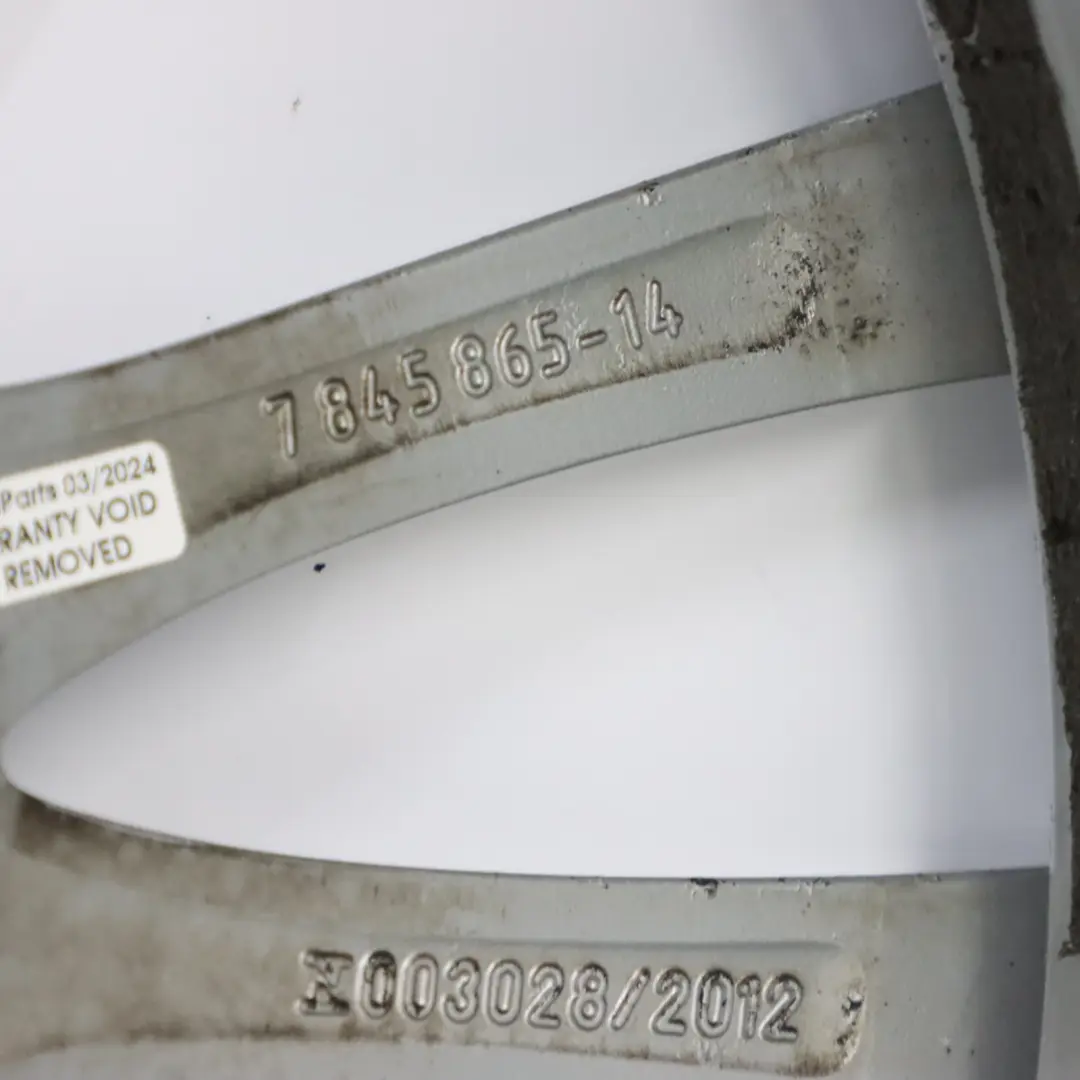 7 845 865-14
Parts 03/2024
RANTY VOID
REMOVED
003028/2012